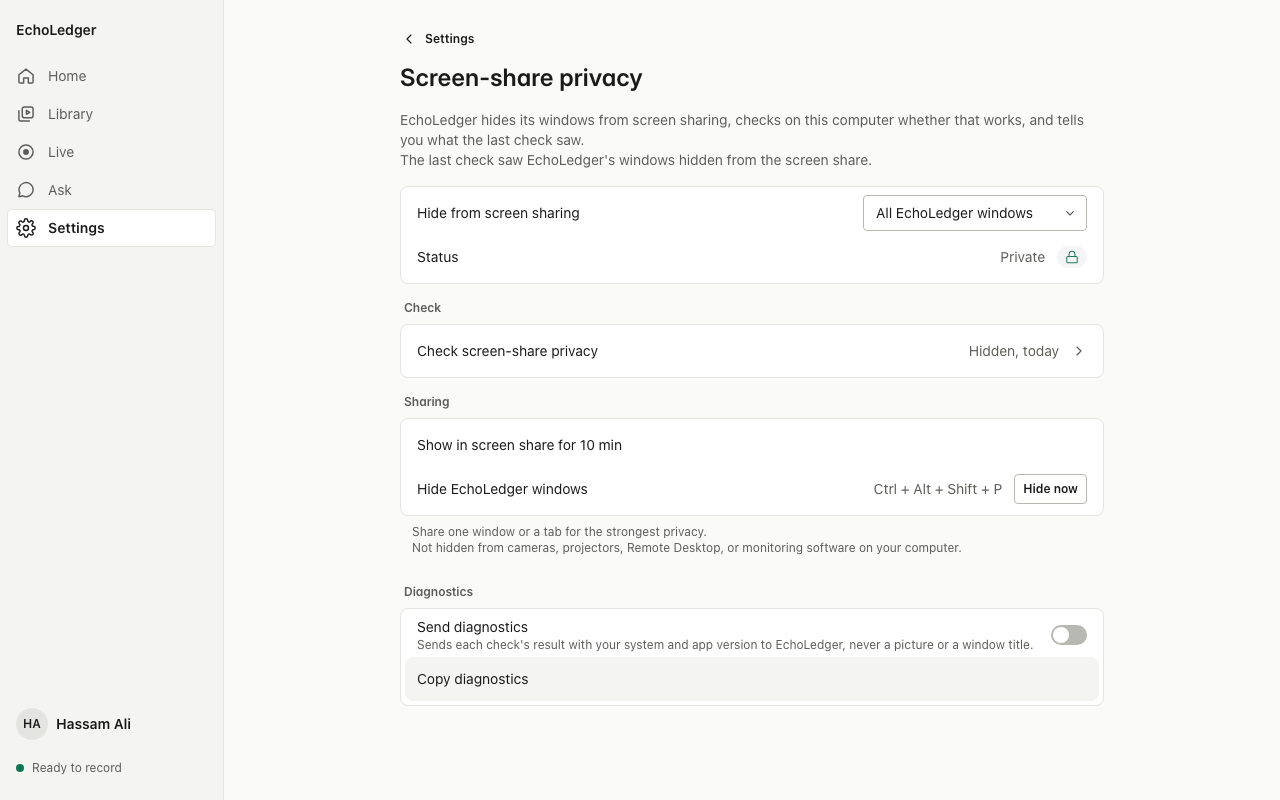 EchoLedger
Home
Library
Live
Ask
Settings
HA
Hassam Ali
Ready to record
Settings
Screen-share privacy
EchoLedger hides its windows from screen sharing, checks on this computer whether that works, and tells
you what the last check saw.
The last check saw EchoLedger's windows hidden from the screen share.
Hide from screen sharing
All EchoLedger windows
Status
Private
Check
Check screen-share privacy
Hidden, today
Sharing
Show in screen share for 10 min
Hide EchoLedger windows
Ctrl + Alt + Shift + P
Hide now
Share one window or a tab for the strongest privacy.
Not hidden from cameras, projectors, Remote Desktop, or monitoring software on your computer.
Diagnostics
Send diagnostics
Sends each check's result with your system and app version to EchoLedger, never a picture or a window title.
Copy diagnostics